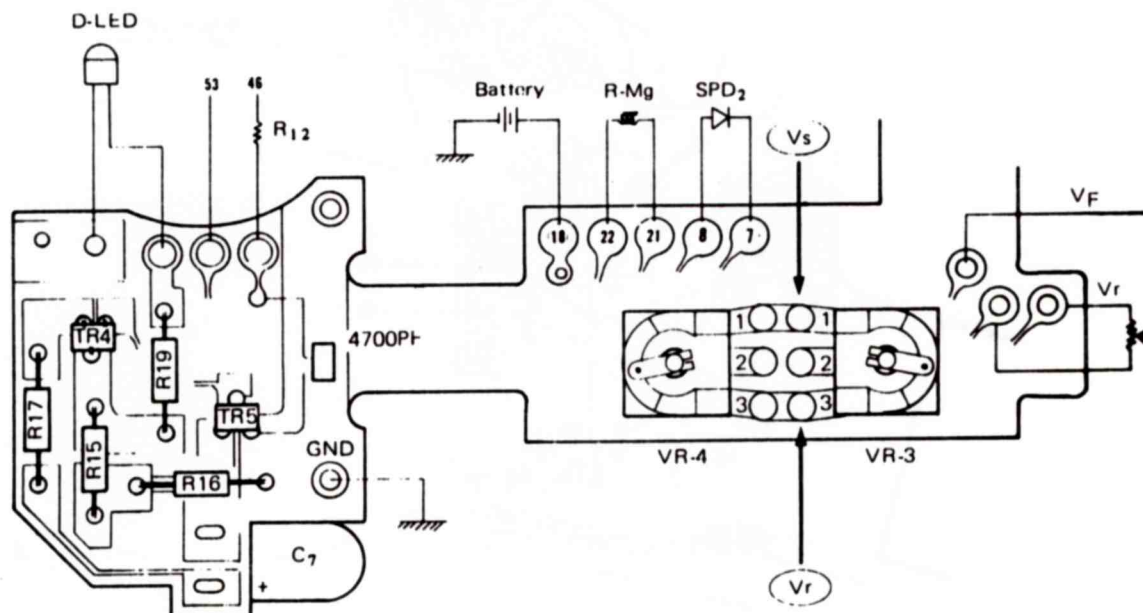 D-LED
53
46
R12
Battery
R-Mg
SPD2
Vs
18
22
21
8
7
VF
Vr
4700PF
TR4
R19
R17
R15
TR5
R16
GND
C7
+
1 1
2 2
3 3
VR-4
VR-3
Vr